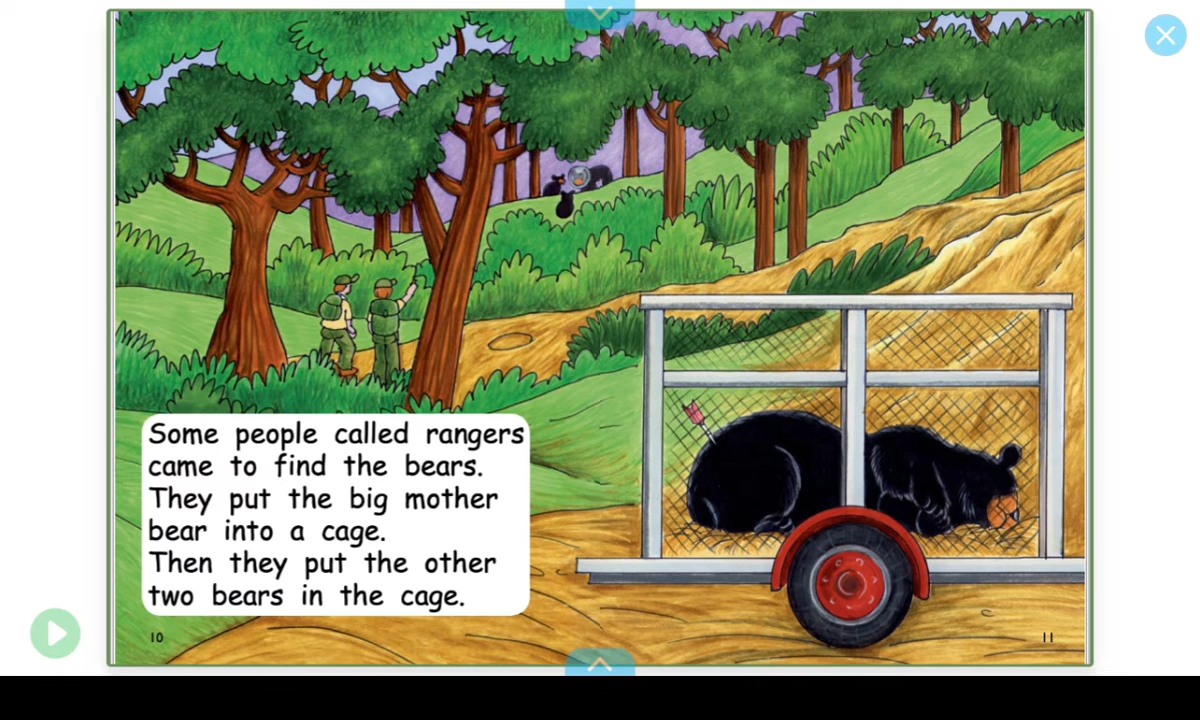 Some people called rangers
came to find the bears.
They put the big mother
bear into a cage.
Then they put the other
two bears in the cage.
10
11